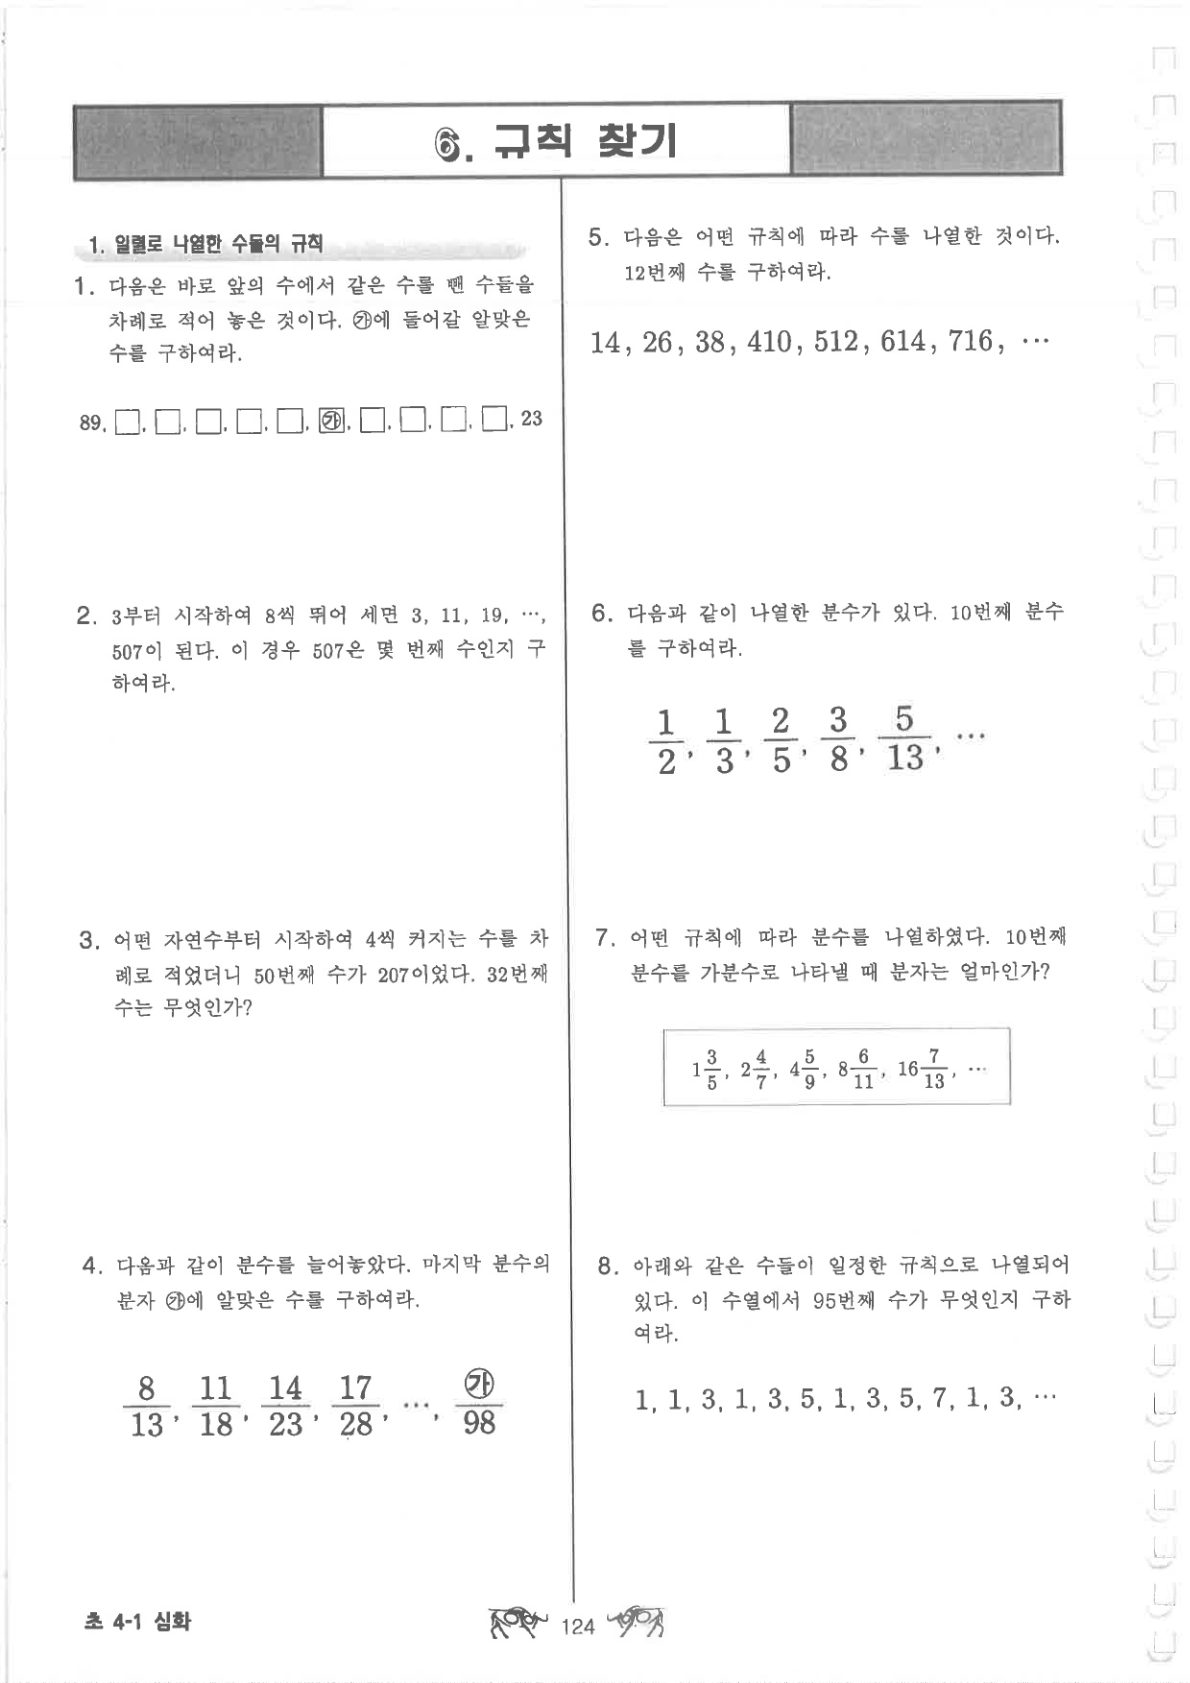 6. 규칙 찾기
1. 일렬로 나열한 수들의 규칙
1. 다음은 바로 앞의 수에서 같은 수를 뺀 수들을
차례로 적어 놓은 것이다. ㉮에 들어갈 알맞은
수를 구하여라.
89, □, □, □, □, □, ㉮, □, □, □, □, 23
2. 3부터 시작하여 8씩 뛰어 세면 3, 11, 19, …,
507이 된다. 이 경우 507은 몇 번째 수인지 구
하여라.
3. 어떤 자연수부터 시작하여 4씩 커지는 수를 차
례로 적었더니 50번째 수가 207이었다. 32번째
수는 무엇인가?
4. 다음과 같이 분수를 늘어놓았다. 마지막 분수의
분자 ㉮에 알맞은 수를 구하여라.
8/13, 11/18, 14/23, 17/28, …, ㉮/98
5. 다음은 어떤 규칙에 따라 수를 나열한 것이다.
12번째 수를 구하여라.
14, 26, 38, 410, 512, 614, 716, …
6. 다음과 같이 나열한 분수가 있다. 10번째 분수
를 구하여라.
1/2, 1/3, 2/5, 3/8, 5/13, …
7. 어떤 규칙에 따라 분수를 나열하였다. 10번째
분수를 가분수로 나타낼 때 분자는 얼마인가?
1 3/5, 2 4/7, 4 5/9, 8 6/11, 16 7/13, …
8. 아래와 같은 수들이 일정한 규칙으로 나열되어
있다. 이 수열에서 95번째 수가 무엇인지 구하
여라.
1, 1, 3, 1, 3, 5, 1, 3, 5, 7, 1, 3, …
초 4-1 심화
124